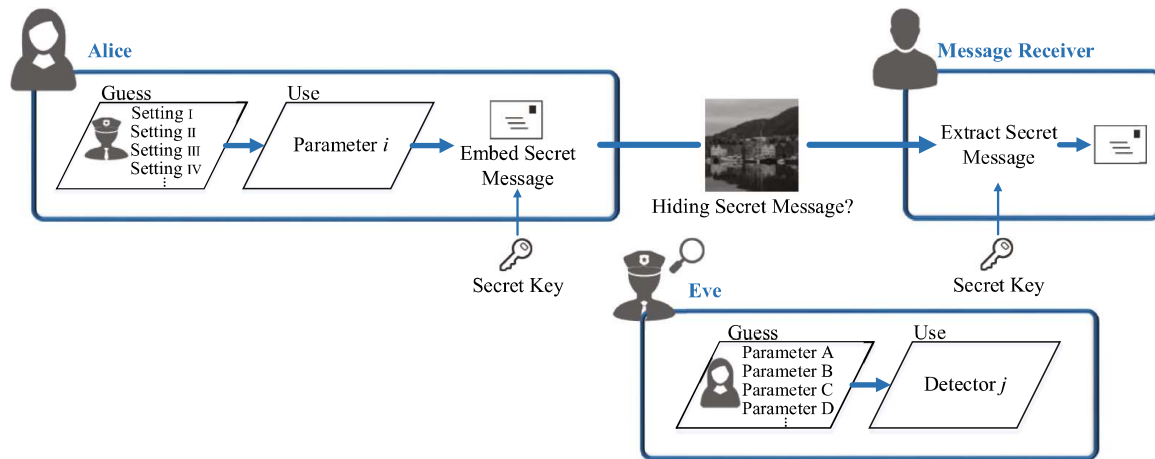 Alice
Message Receiver
Guess
Use
Setting I
Setting II
Setting III
Setting IV
⋮
Parameter i
Embed Secret
Message
Extract Secret
Message
Hiding Secret Message?
Secret Key
Secret Key
Eve
Guess
Use
Parameter A
Parameter B
Parameter C
Parameter D
⋮
Detector j